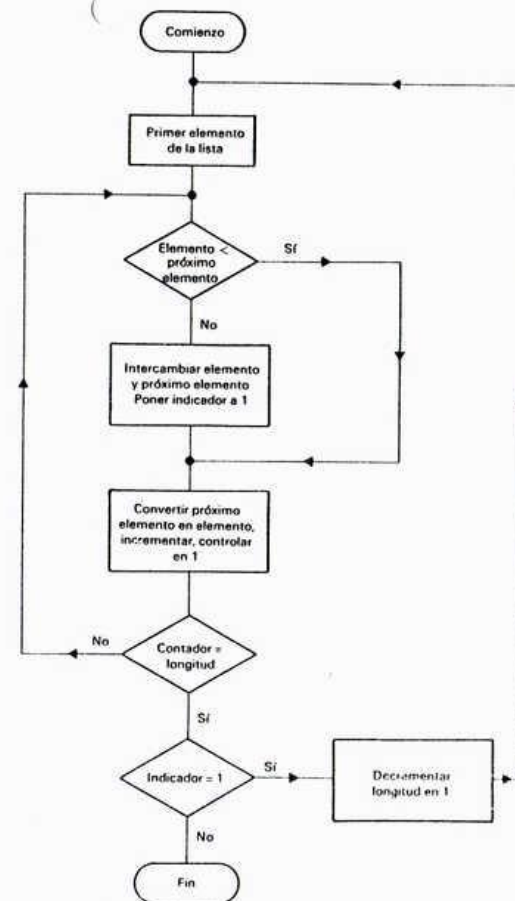 Comienzo
Primer elemento
de la lista
Elemento <
próximo
elemento
Sí
No
Intercambiar elemento
y próximo elemento
Poner indicador a 1
Convertir próximo
elemento en elemento,
incrementar, controlar
en 1
No
Contador =
longitud
Sí
Indicador = 1
Sí
Decrementar
longitud en 1
No
Fin